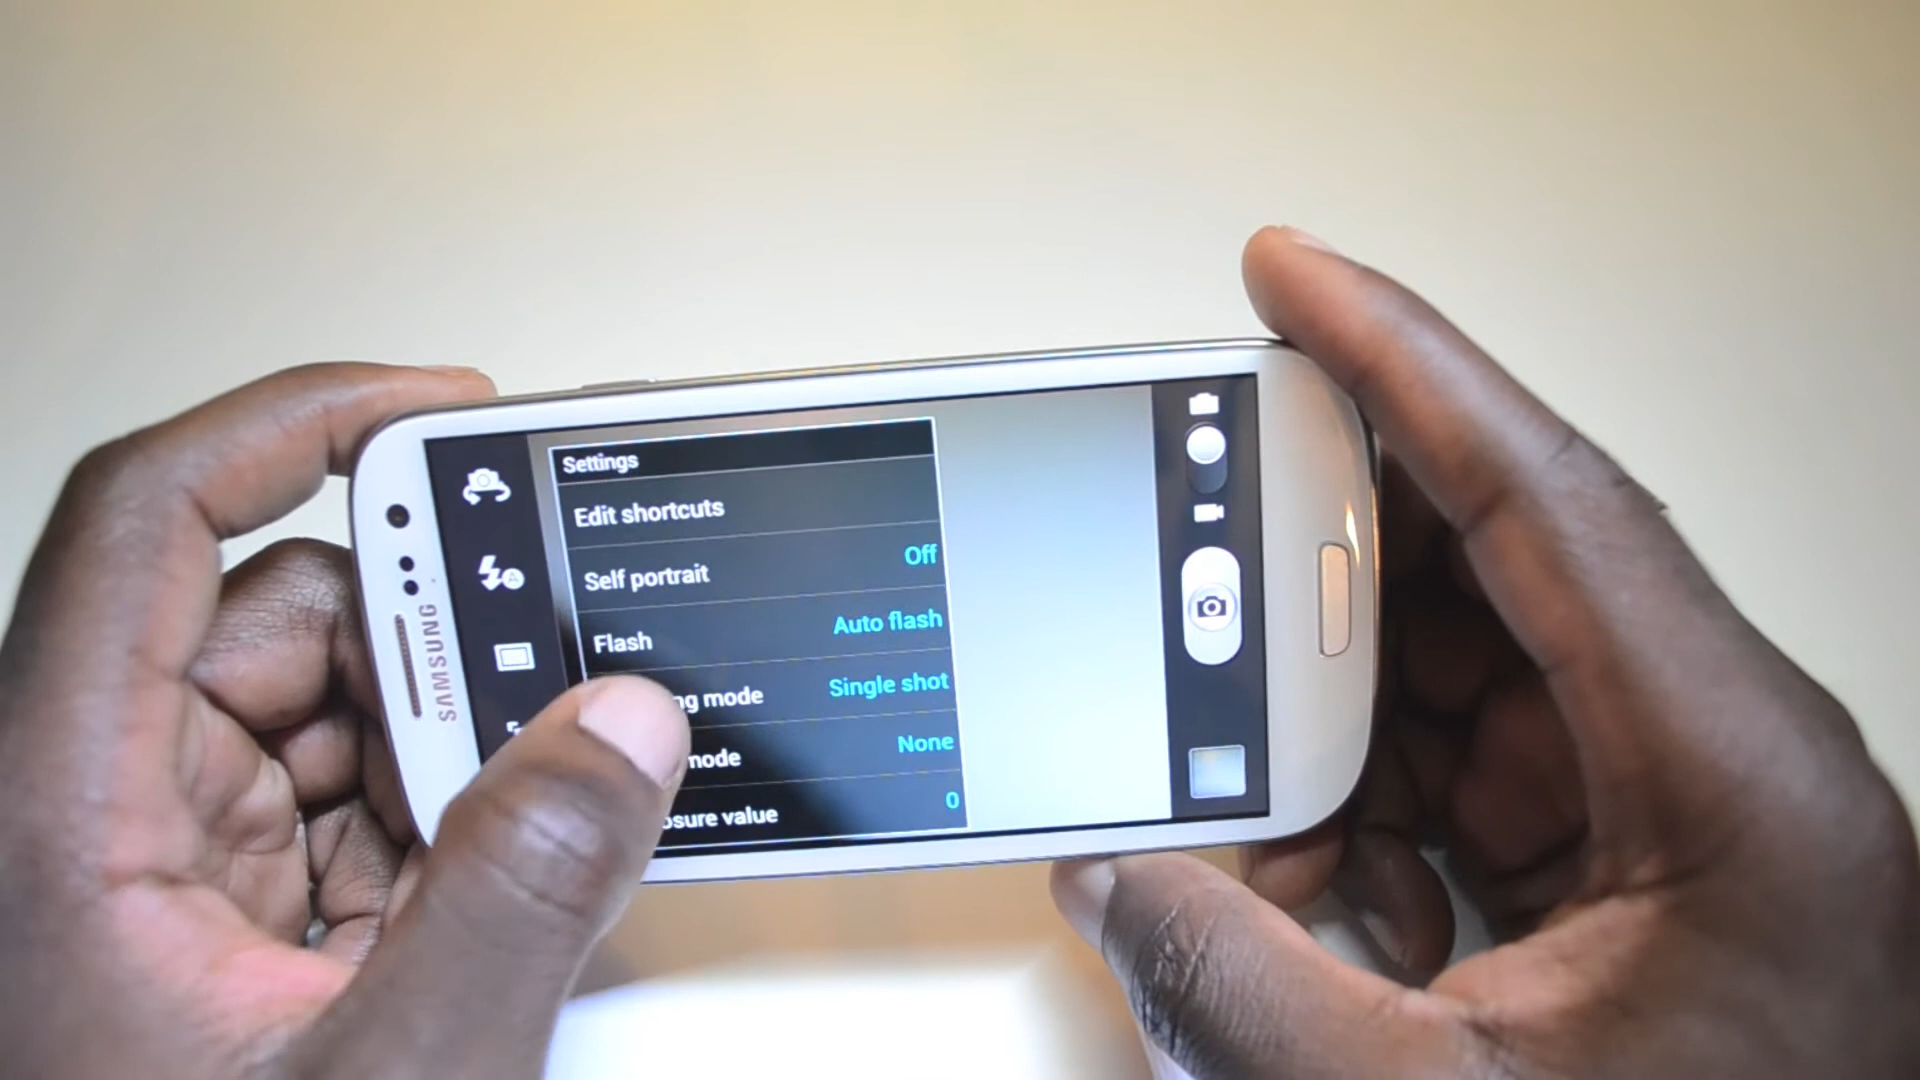 SAMSUNG
Settings
Edit shortcuts
Self portrait Off
Flash Auto flash
ng mode Single shot
mode None
osure value 0